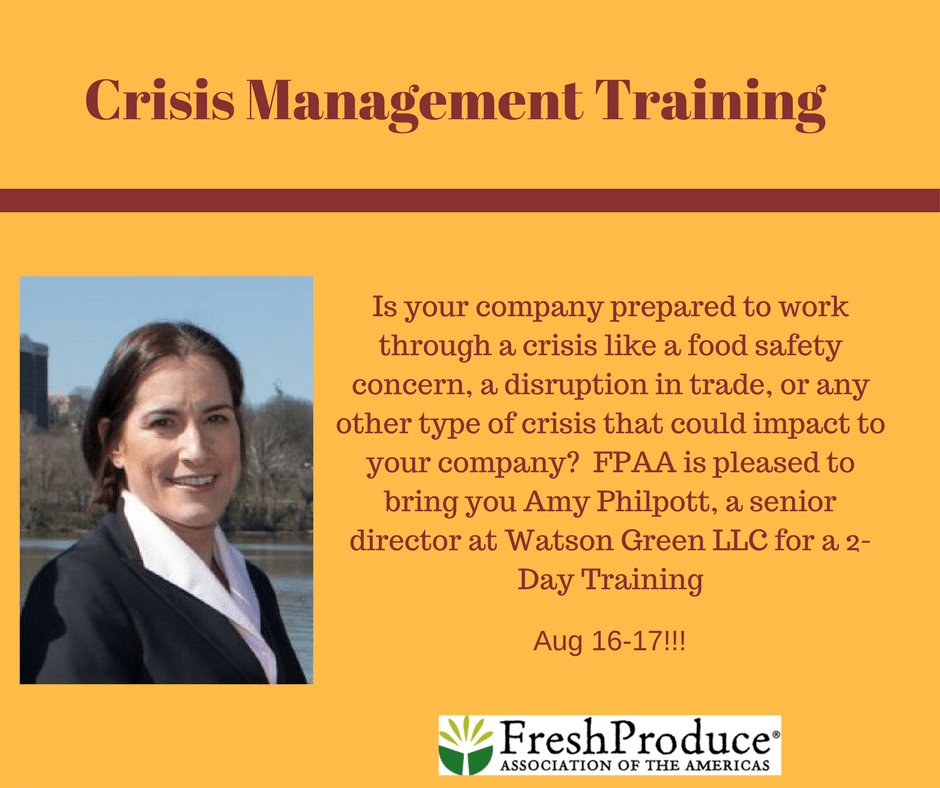 Crisis Management Training
Is your company prepared to work
through a crisis like a food safety
concern, a disruption in trade, or any
other type of crisis that could impact to
your company?  FPAA is pleased to
bring you Amy Philpott, a senior
director at Watson Green LLC for a 2-
Day Training
Aug 16-17!!!
FreshProduce®
ASSOCIATION OF THE AMERICAS